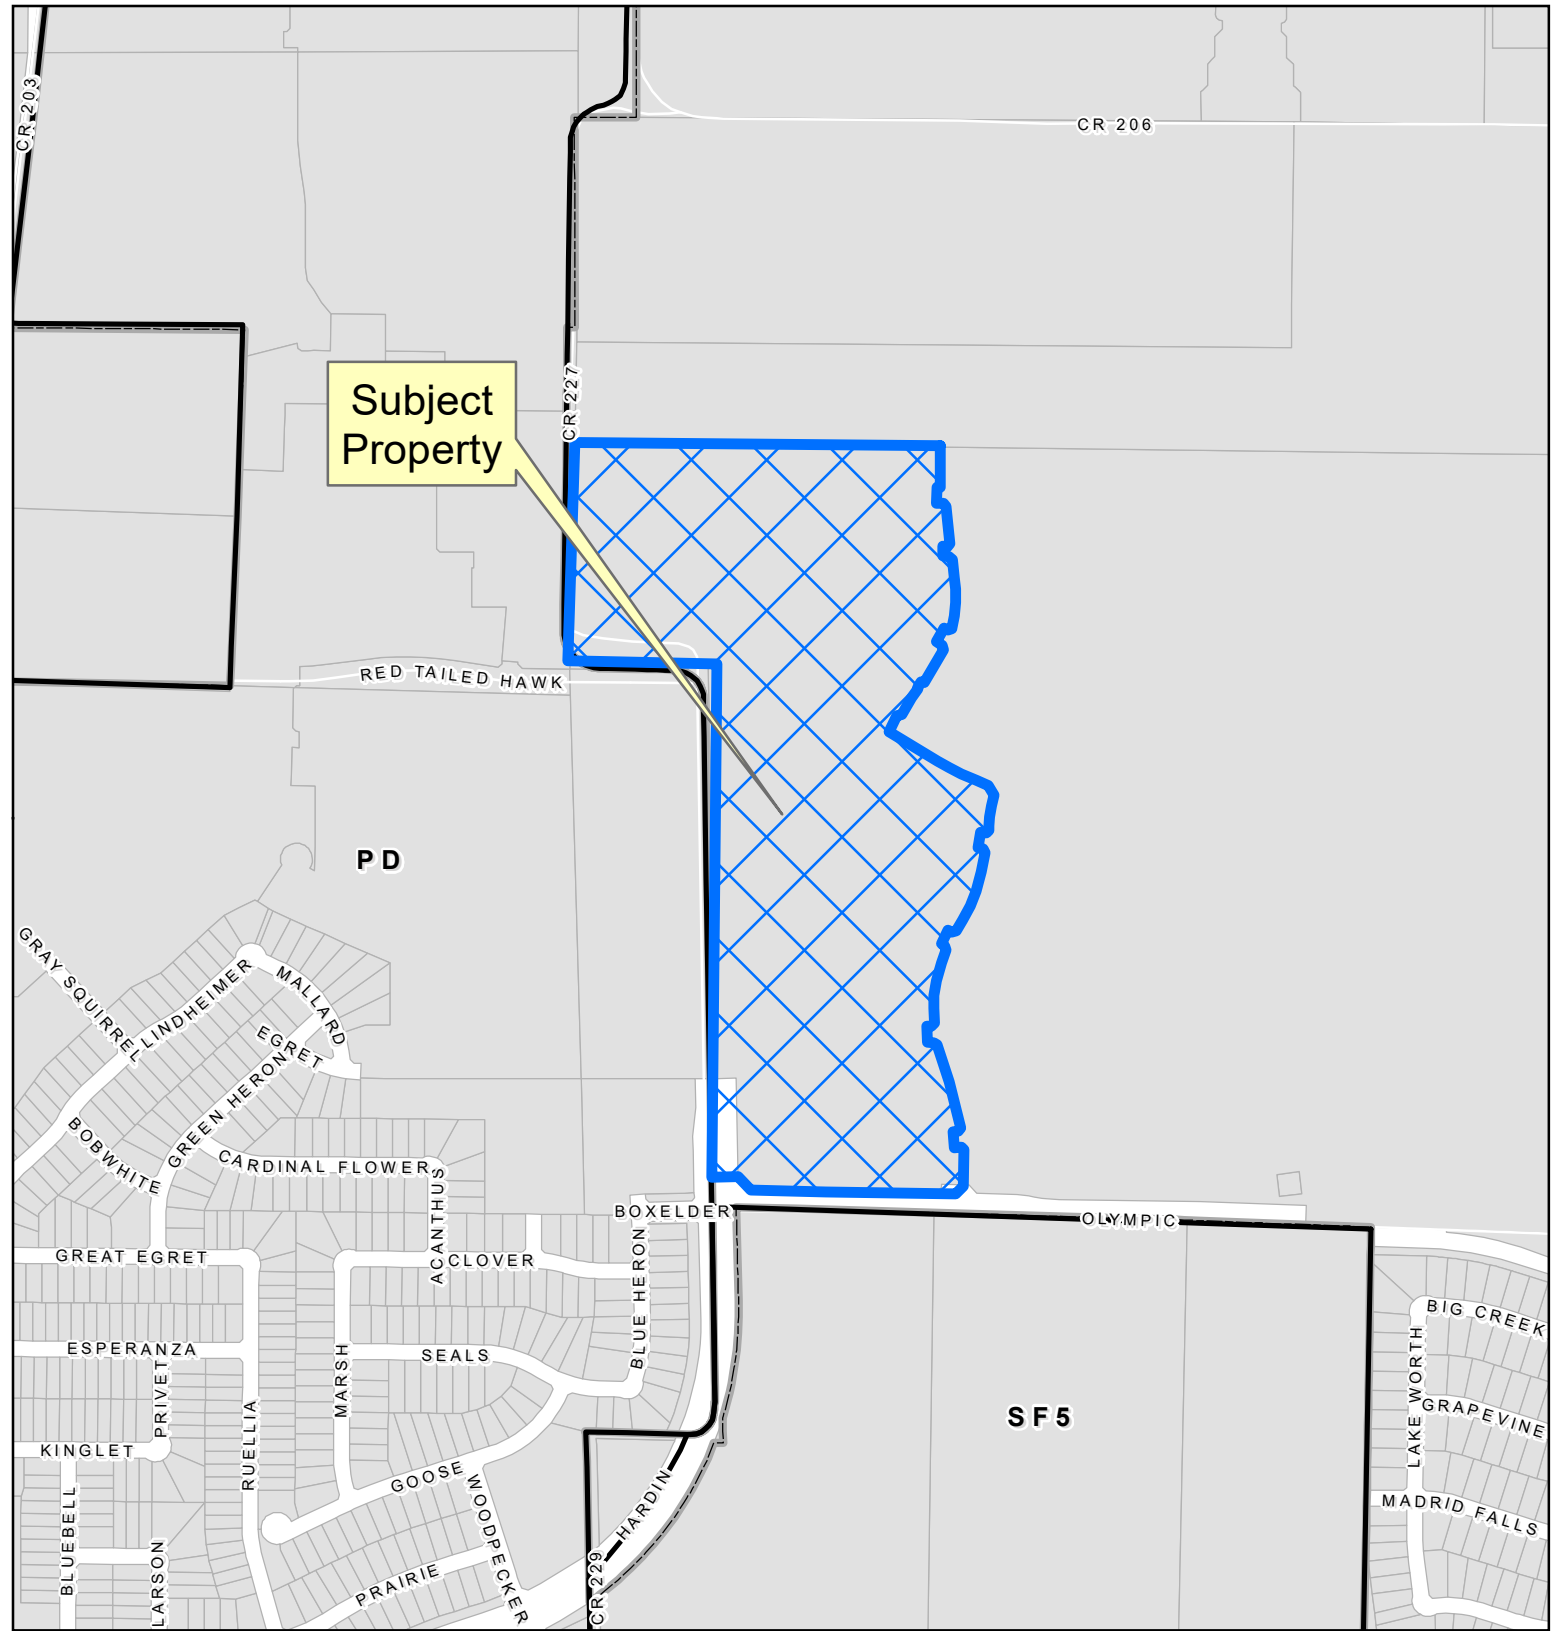 CR 203
CR 206
Subject
Property
CR 227
RED TAILED HAWK
PD
GRAY SQUIRREL
LINDHEIMER
MALLARD
EGRET
GREEN HERON
BOBWHITE
CARDINAL FLOWER
ACANTHUS
BOXELDER
OLYMPIC
GREAT EGRET
CLOVER
BLUE HERON
BIG CREEK
ESPERANZA
PRIVET
MARSH
SEALS
LAKE WORTH
SF5
GRAPEVINE
RUELLIA
KINGLET
GOOSE
WOODPECKER
HARDIN
MADRID FALLS
BLUEBELL
LARSON
PRAIRIE
CR 229